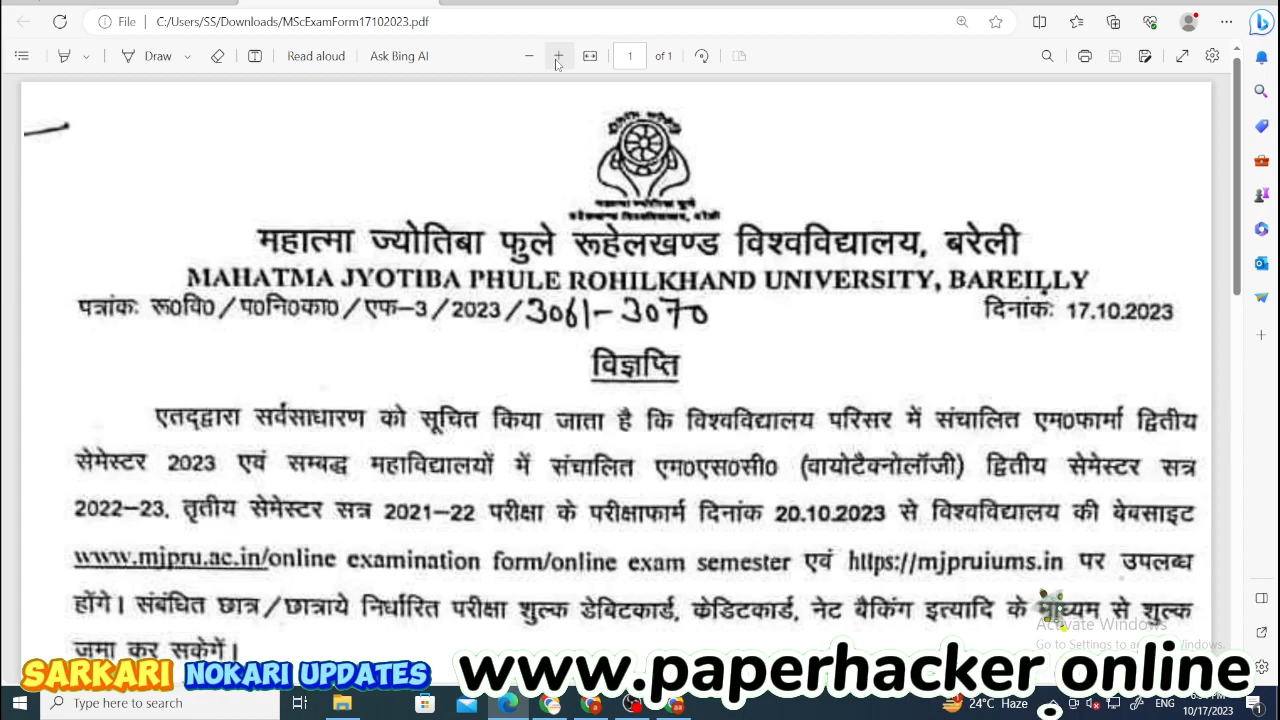 File C:/Users/SS/Downloads/MScExamForm17102023.pdf
Draw Read aloud Ask Bing AI 1 of 1
महात्मा ज्योतिबा फुले रूहेलखण्ड विश्वविद्यालय, बरेली
MAHATMA JYOTIBA PHULE ROHILKHAND UNIVERSITY, BAREILLY
पत्रांकः रू0वि0/प0नि0का0/एफ-3/2023/3061-3070 दिनांकः 17.10.2023
विज्ञप्ति
एतद्द्वारा सर्वसाधारण को सूचित किया जाता है कि विश्वविद्यालय परिसर में संचालित एम0फार्मा द्वितीय
सेमेस्टर 2023 एवं सम्बद्ध महाविद्यालयों में संचालित एम0एस0सी0 (वायोटैक्नोलॉजी) द्वितीय सेमेस्टर सत्र
2022-23, तृतीय सेमेस्टर सत्र 2021-22 परीक्षा के परीक्षाफार्म दिनांक 20.10.2023 से विश्वविद्यालय की बेबसाइट
www.mjpru.ac.in/online examination form/online exam semester एवं https://mjpruiums.in पर उपलब्ध
होंगे। संबंधित छात्र/छात्राये निर्धारित परीक्षा शुल्क डेबिटकार्ड, केडिटकार्ड, नेट बैकिंग इत्यादि के माध्यम से शुल्क
जमा कर सकेगें।
Activate Windows
Go to Settings to
SARKARI NOKARI UPDATES www.paperhacker online
Type here to search 24°C Haze ENG 10/17/2023